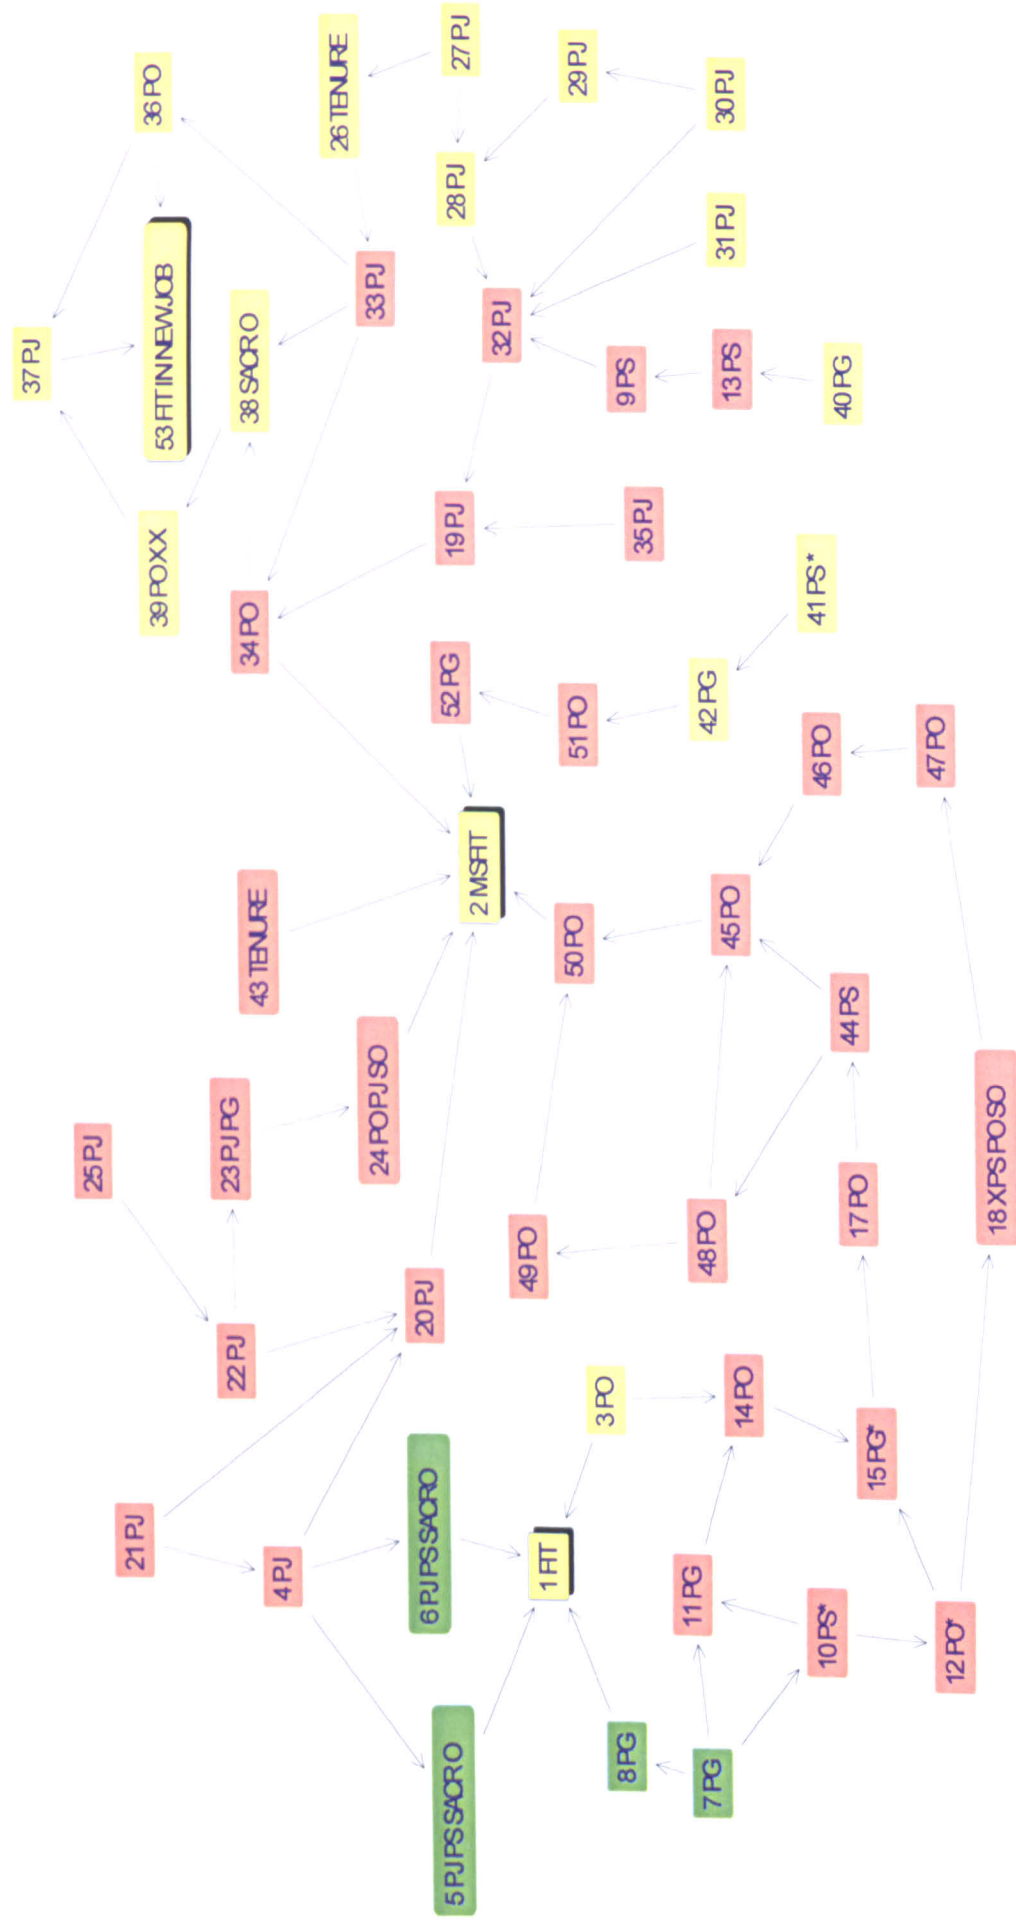 37 PJ
25 PJ
21 PJ
36 PO
39 POXX
53 FIT IN NEW JOB
22 PJ
23 PJ PG
34 PO
38 SACR O
43 TENURE
4 PJ
26 TENURE
24 PO PJ SO
33 PJ
6 PJ PS SACRO
20 PJ
5 PJ PS SACR O
52 PG
19 PJ
28 PJ
27 PJ
2 MSFIT
32 PJ
49 PO
1 FIT
50 PO
51 PO
29 PJ
3 PO
8 PG
9 PS
35 PJ
11 PG
7 PG
48 PO
42 PG
14 PO
45 PO
13 PS
31 PJ
30 PJ
10 PS*
46 PO
41 PS*
40 PG
44 PS
17 PO
15 PG*
47 PO
12 PO*
18 X PS PO SO